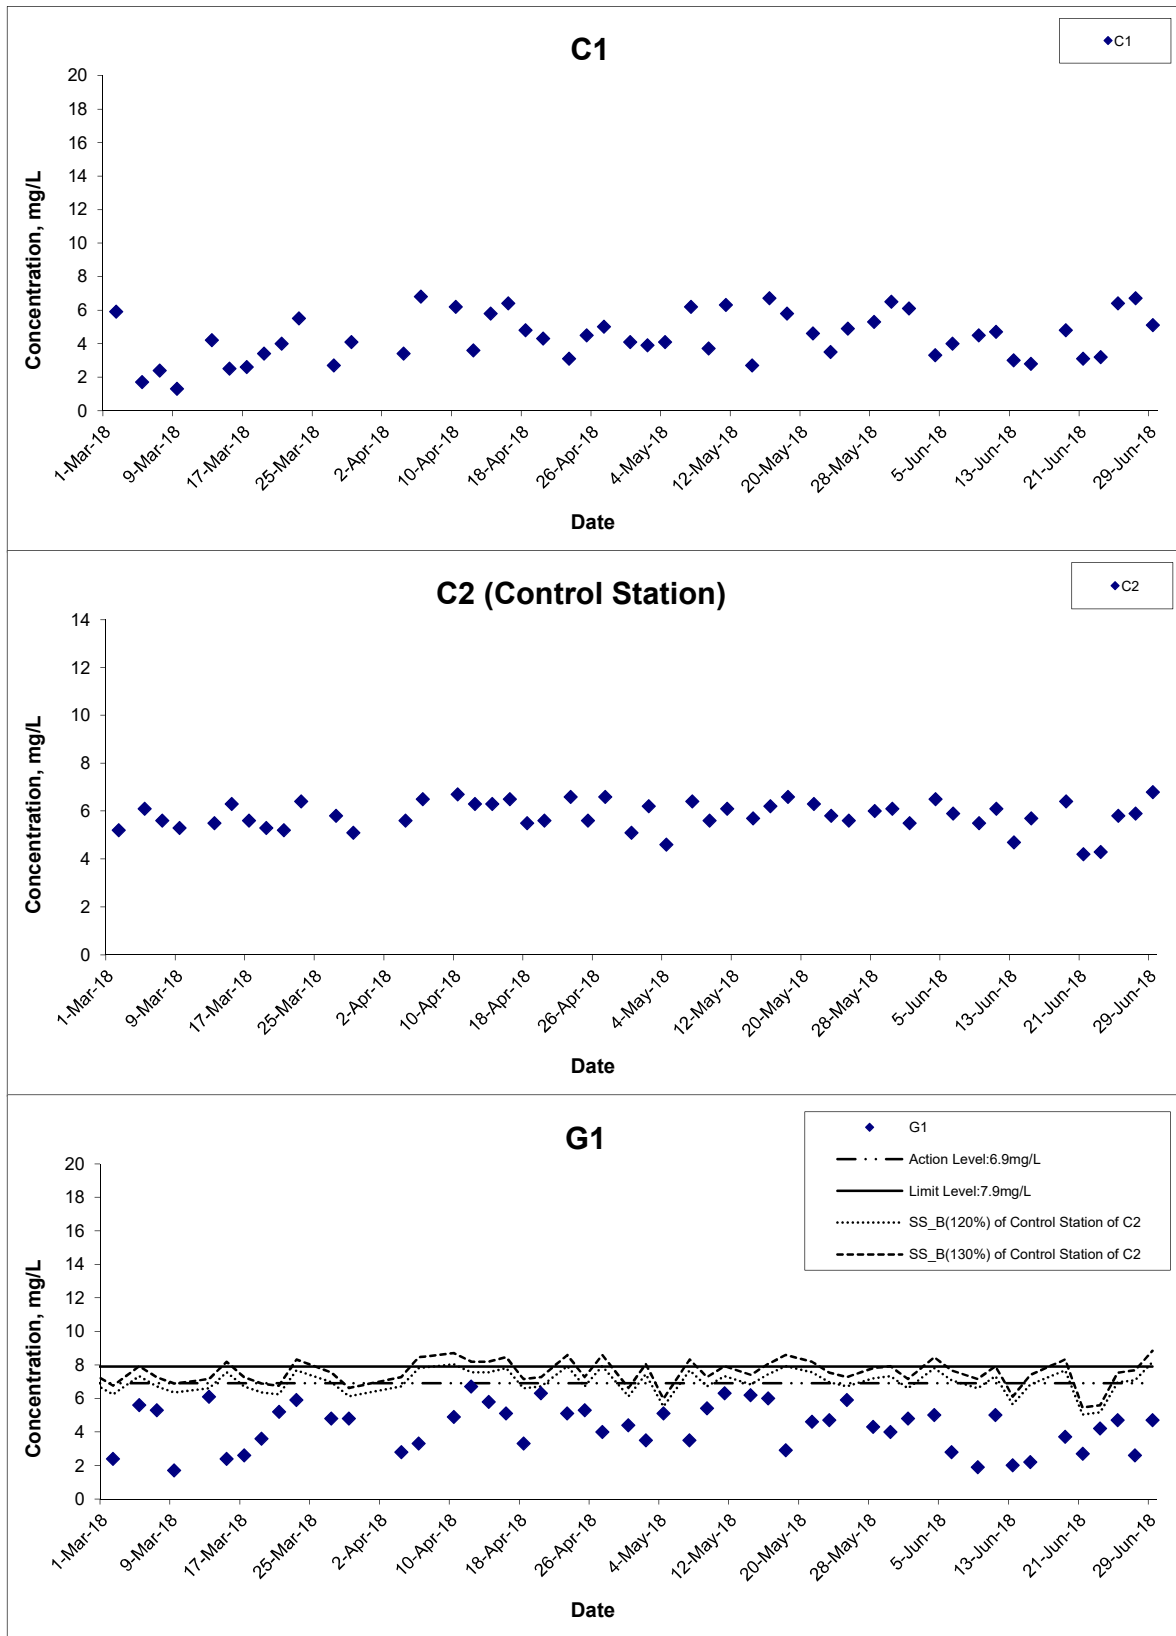 C1
C1
20
18
16
14
12
10
8
6
4
2
0
Concentration, mg/L
1-Mar-18
9-Mar-18
17-Mar-18
25-Mar-18
2-Apr-18
10-Apr-18
18-Apr-18
26-Apr-18
4-May-18
12-May-18
20-May-18
28-May-18
5-Jun-18
13-Jun-18
21-Jun-18
29-Jun-18
Date
C2 (Control Station)
C2
14
12
10
8
6
4
2
0
Concentration, mg/L
1-Mar-18
9-Mar-18
17-Mar-18
25-Mar-18
2-Apr-18
10-Apr-18
18-Apr-18
26-Apr-18
4-May-18
12-May-18
20-May-18
28-May-18
5-Jun-18
13-Jun-18
21-Jun-18
29-Jun-18
Date
G1
G1
Action Level:6.9mg/L
Limit Level:7.9mg/L
SS_B(120%) of Control Station of C2
SS_B(130%) of Control Station of C2
20
18
16
14
12
10
8
6
4
2
0
Concentration, mg/L
1-Mar-18
9-Mar-18
17-Mar-18
25-Mar-18
2-Apr-18
10-Apr-18
18-Apr-18
26-Apr-18
4-May-18
12-May-18
20-May-18
28-May-18
5-Jun-18
13-Jun-18
21-Jun-18
29-Jun-18
Date